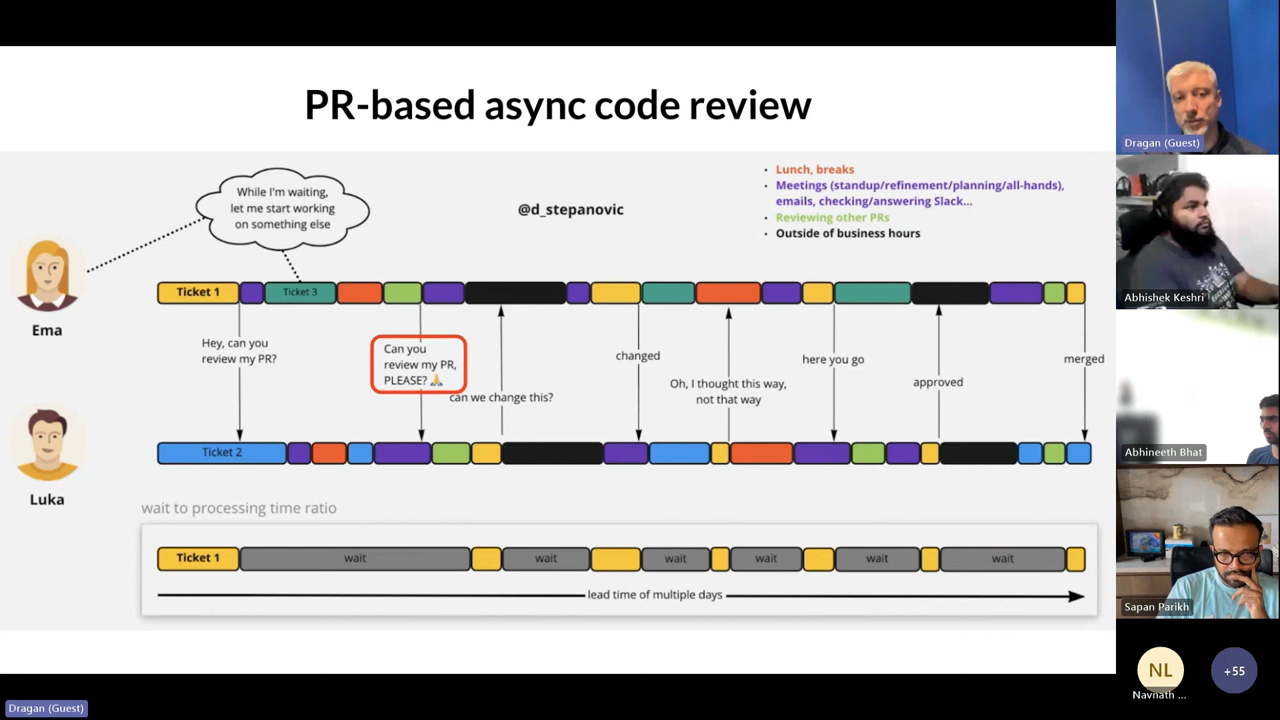 PR-based async code review
While I'm waiting,
let me start working
on something else
@d_stepanovic
• Lunch, breaks
• Meetings (standup/refinement/planning/all-hands),
emails, checking/answering Slack...
• Reviewing other PRs
• Outside of business hours
Ema
Ticket 1
Ticket 3
Hey, can you
review my PR?
Can you
review my PR,
PLEASE? 🙏
can we change this?
changed
Oh, I thought this way,
not that way
here you go
approved
merged
Luka
Ticket 2
wait to processing time ratio
Ticket 1
wait
wait
wait
wait
wait
wait
lead time of multiple days
Dragan (Guest)
Abhishek Keshri
Abhineeth Bhat
Sapan Parikh
NL
Navnath ...
+55
Dragan (Guest)